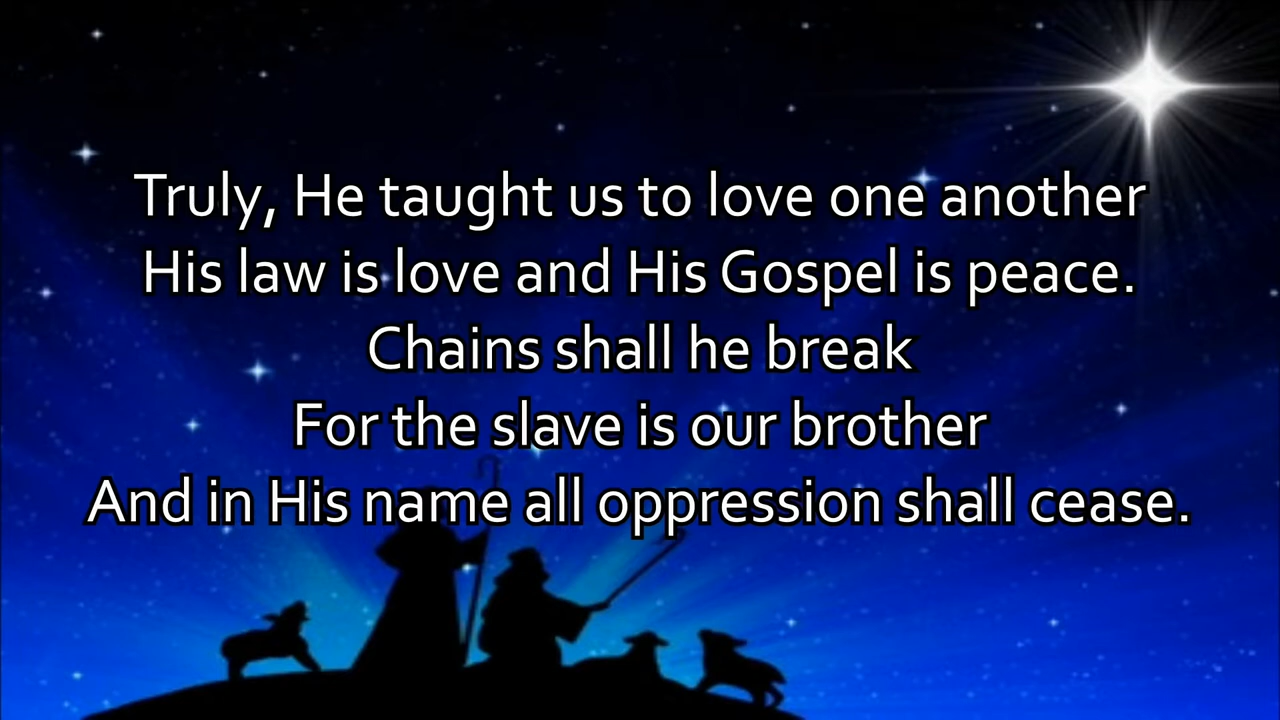 Truly, He taught us to love one another
His law is love and His Gospel is peace.
Chains shall he break
For the slave is our brother
And in His name all oppression shall cease.